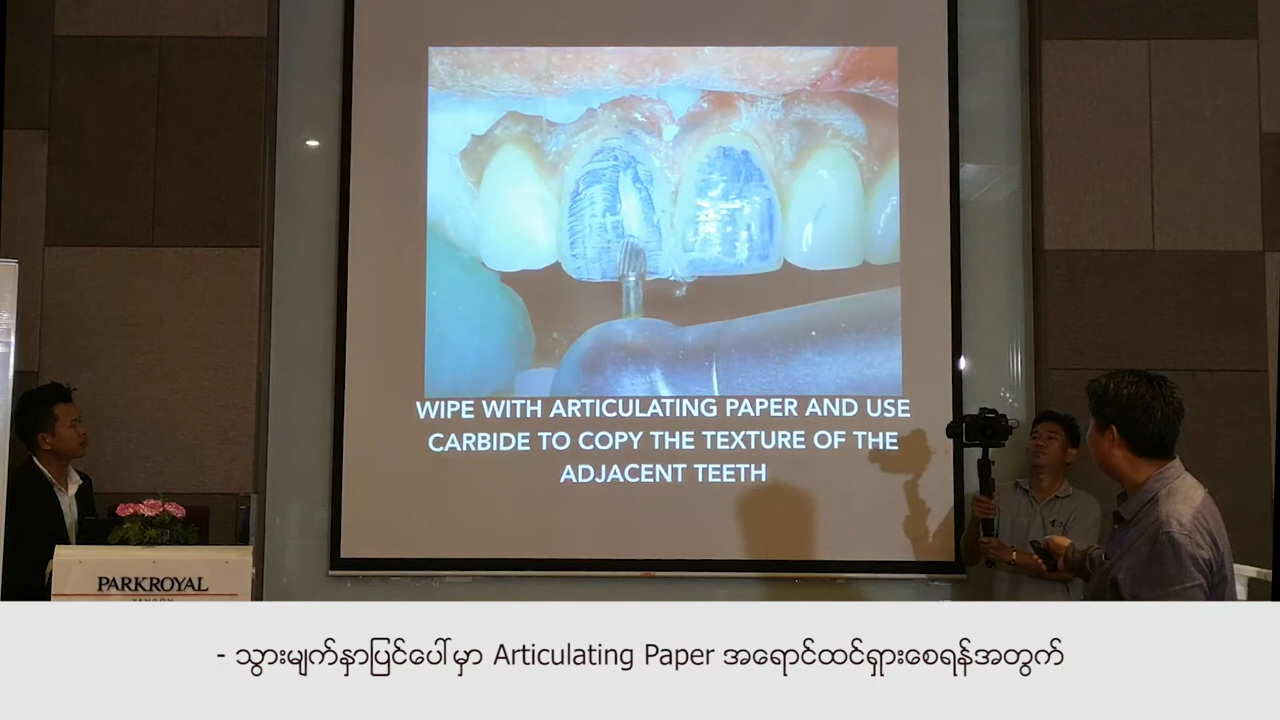 WIPE WITH ARTICULATING PAPER AND USE
CARBIDE TO COPY THE TEXTURE OF THE
ADJACENT TEETH
PARKROYAL
YANGON
- သွားမျက်နှာပြင်ပေါ်မှာ Articulating Paper အရောင်ထင်ရှားစေရန်အတွက်